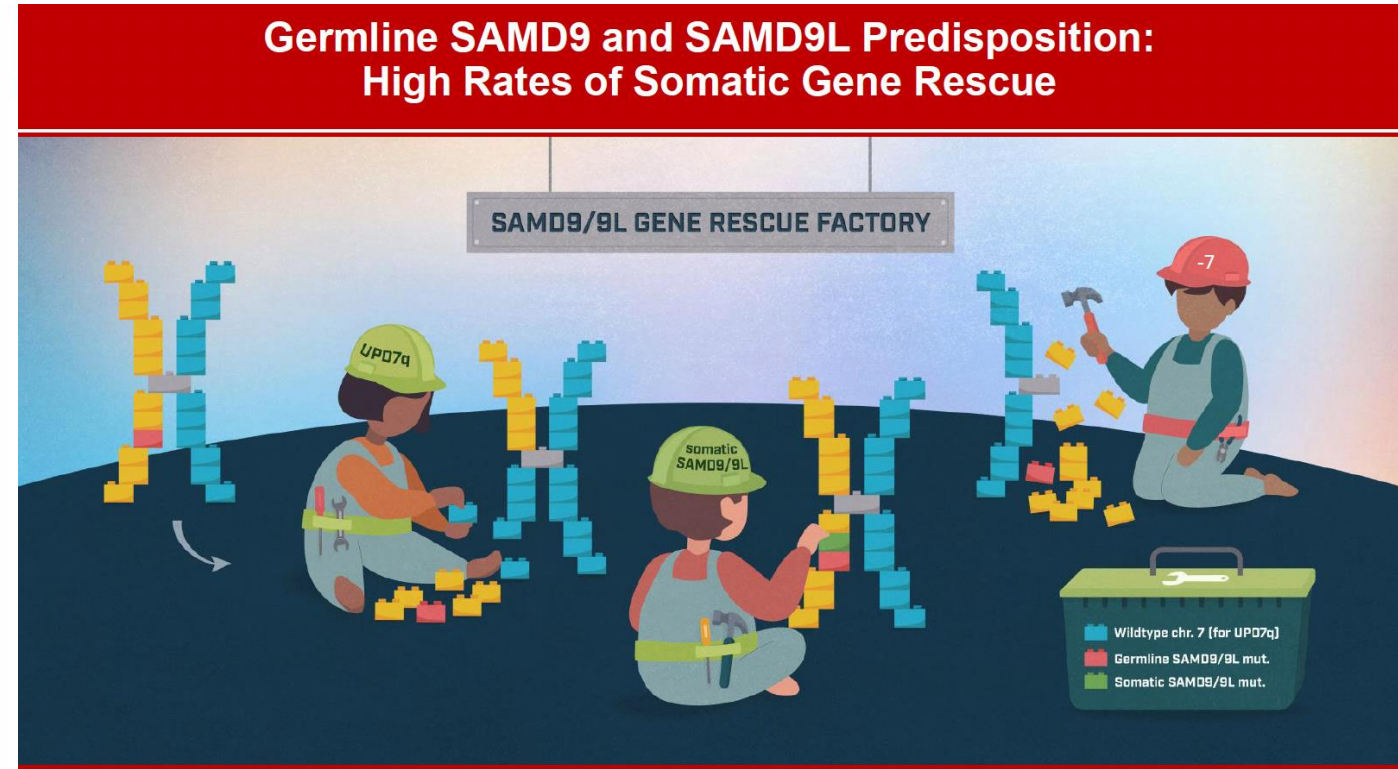 Germline SAMD9 and SAMD9L Predisposition:
High Rates of Somatic Gene Rescue
SAMD9/9L GENE RESCUE FACTORY
-7
UPD7q
somatic
SAMD9/9L
Wildtype chr. 7 (for UPD7q)
Germline SAMD9/9L mut.
Somatic SAMD9/9L mut.